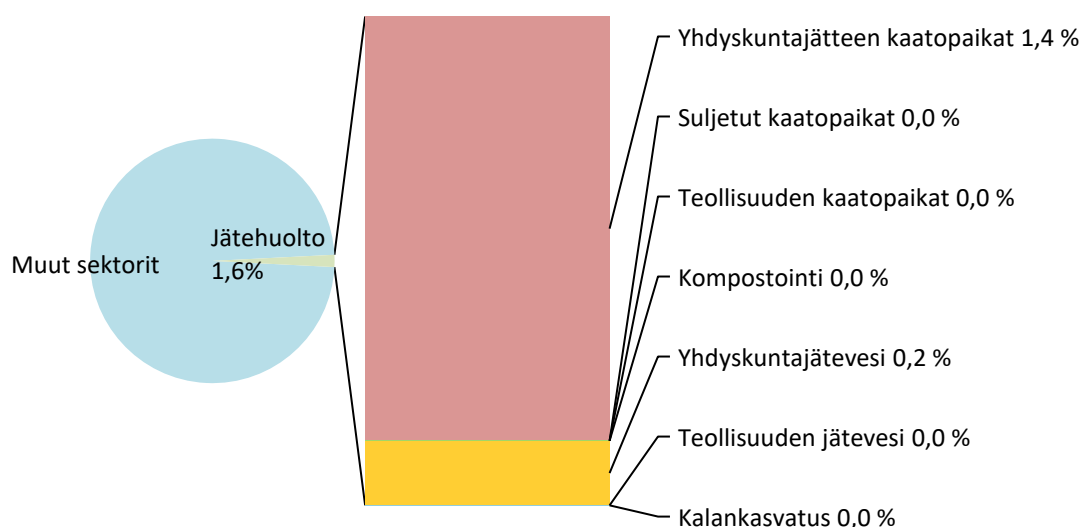 Muut sektorit
Jätehuolto
1,6%
Yhdyskuntajätteen kaatopaikat 1,4 %
Suljetut kaatopaikat 0,0 %
Teollisuuden kaatopaikat 0,0 %
Kompostointi 0,0 %
Yhdyskuntajätevesi 0,2 %
Teollisuuden jätevesi 0,0 %
Kalankasvatus 0,0 %